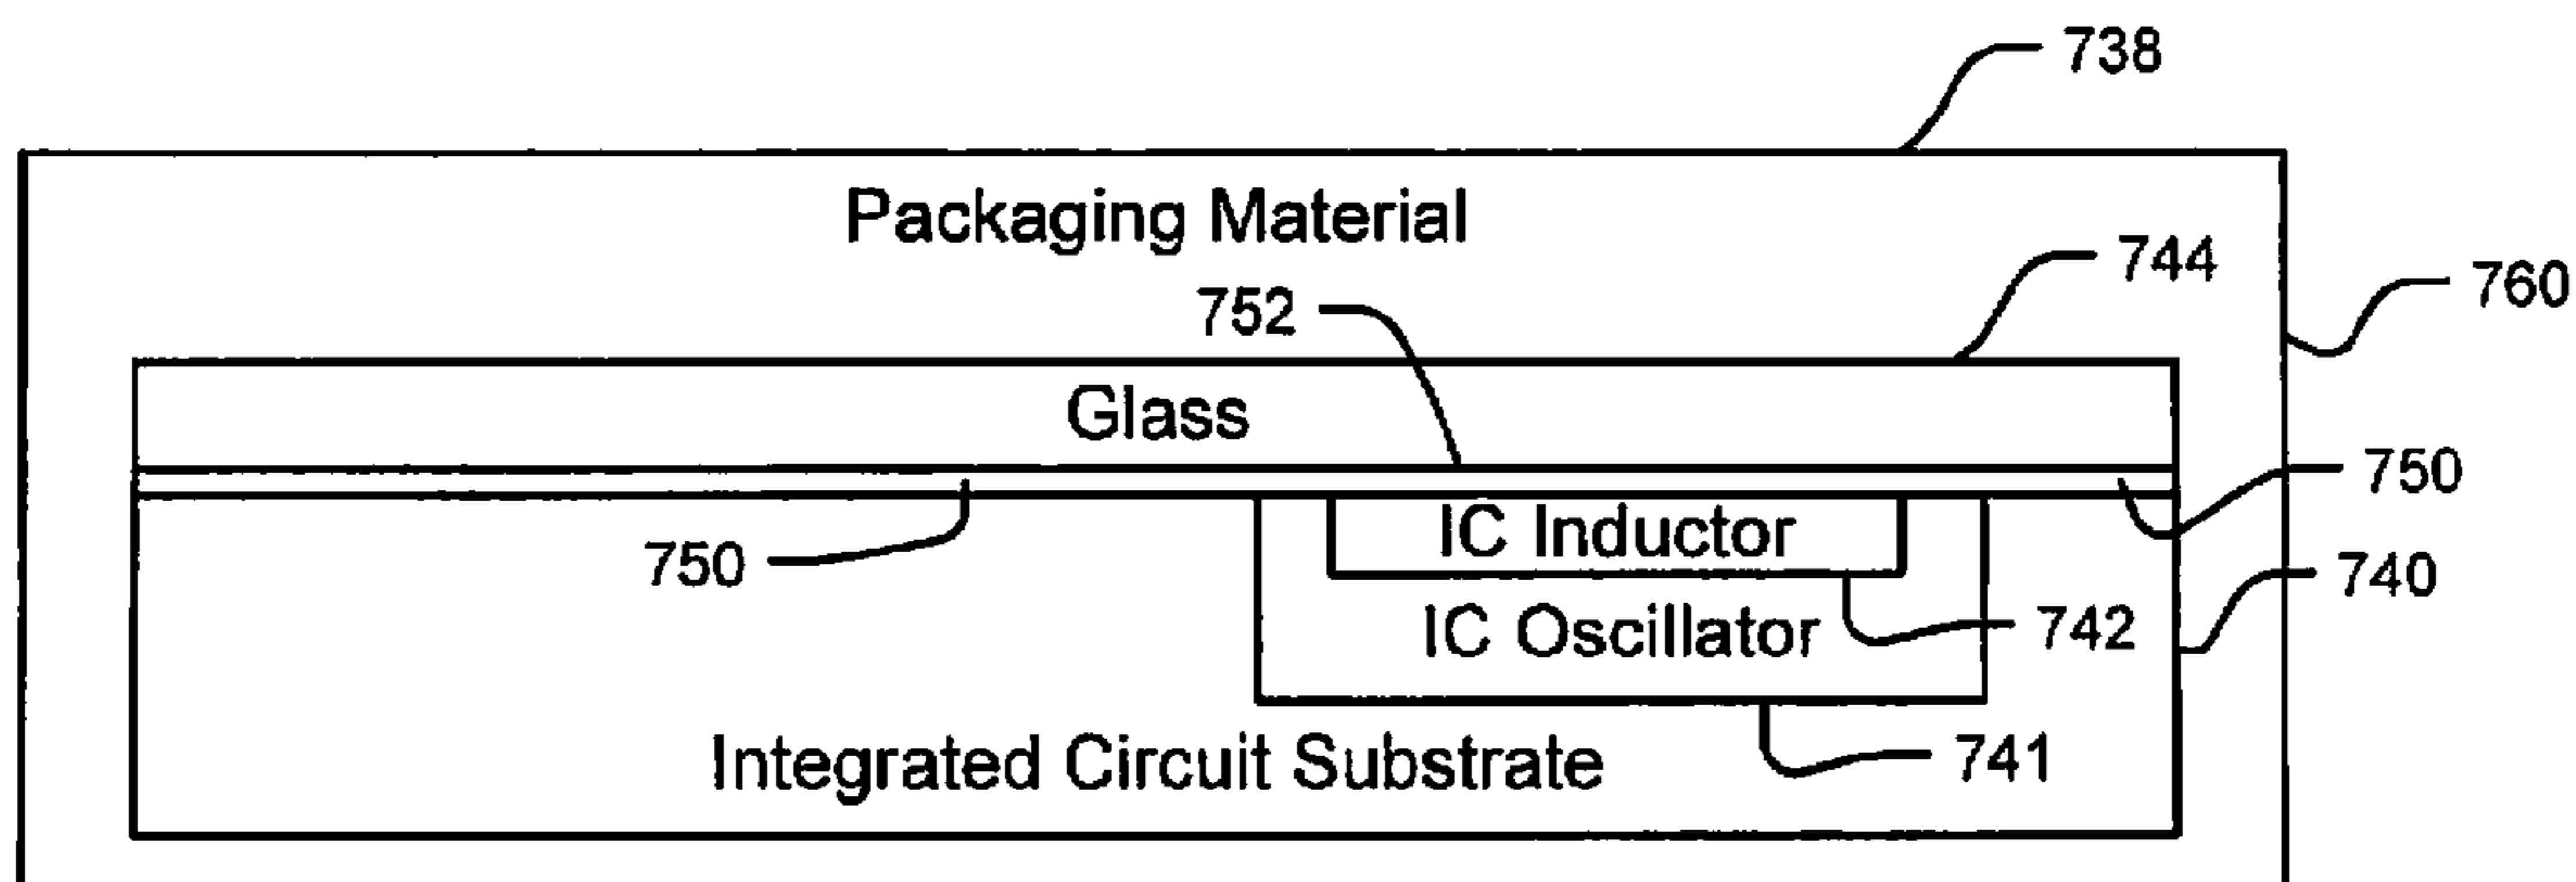 738
Packaging Material
744
760
752
Glass
750
IC Inductor
750
740
IC Oscillator
742
Integrated Circuit Substrate
741